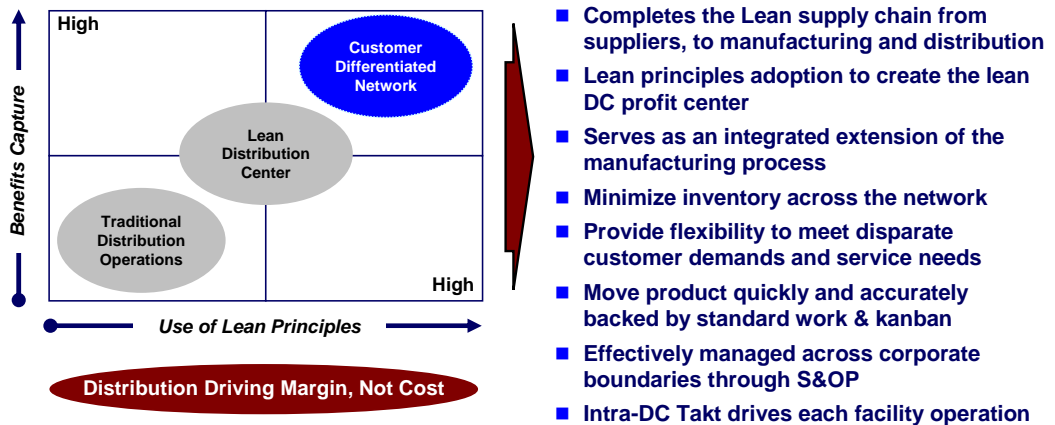 High
Customer
Differentiated
Network
Lean
Distribution
Center
Traditional
Distribution
Operations
High
Benefits Capture
Use of Lean Principles
Distribution Driving Margin, Not Cost
Completes the Lean supply chain from
suppliers, to manufacturing and distribution
Lean principles adoption to create the lean
DC profit center
Serves as an integrated extension of the
manufacturing process
Minimize inventory across the network
Provide flexibility to meet disparate
customer demands and service needs
Move product quickly and accurately
backed by standard work & kanban
Effectively managed across corporate
boundaries through S&OP
Intra-DC Takt drives each facility operation